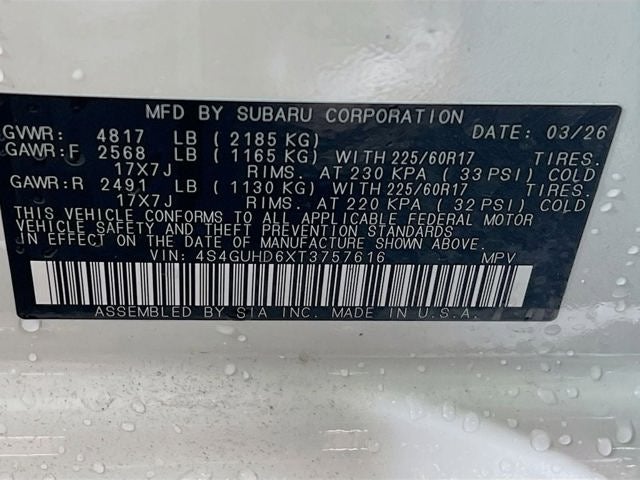 MFD BY SUBARU CORPORATION
GVWR: 4817 LB ( 2185 KG) DATE: 03/26
GAWR:F 2568 LB ( 1165 KG) WITH 225/60R17 TIRES.
17X7J RIMS. AT 230 KPA ( 33 PSI) COLD
GAWR:R 2491 LB ( 1130 KG) WITH 225/60R17 TIRES.
17X7J RIMS. AT 220 KPA ( 32 PSI) COLD
THIS VEHICLE CONFORMS TO ALL APPLICABLE FEDERAL MOTOR
VEHICLE SAFETY, BUMPER, AND THEFT PREVENTION STANDARDS
IN EFFECT ON THE DATE OF MANUFACTURE SHOWN ABOVE.
VIN: 4S4GUHD6XT3757616 MPV
ASSEMBLED BY SIA INC. MADE IN U.S.A.